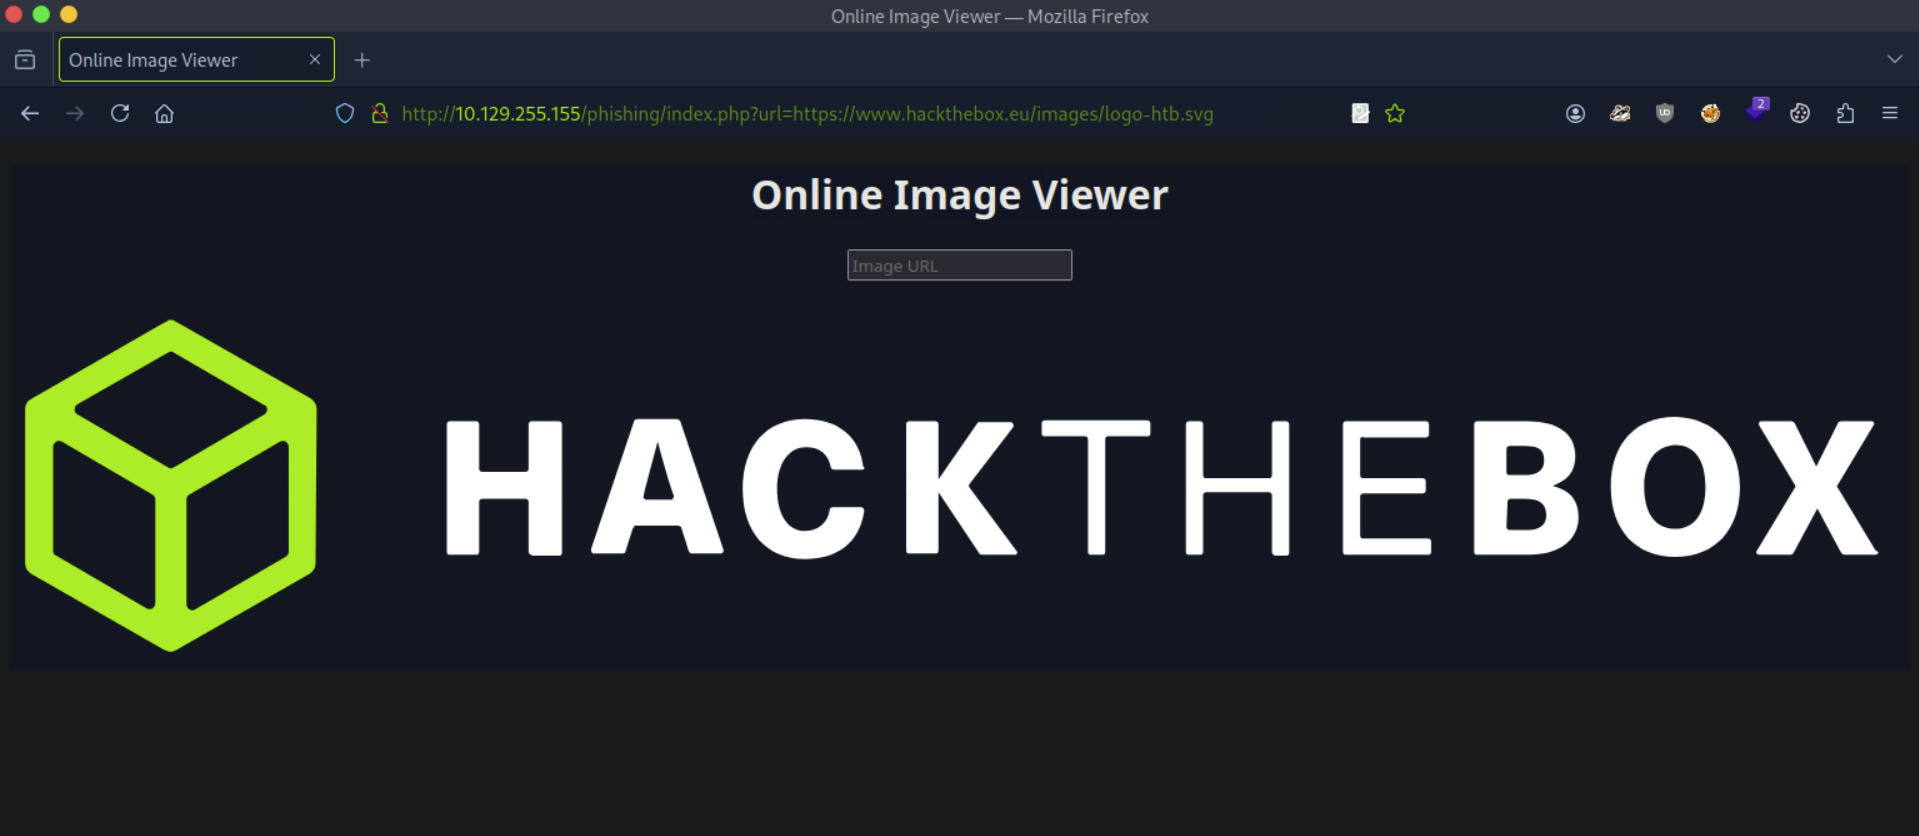 Online Image Viewer — Mozilla Firefox
Online Image Viewer
http://10.129.255.155/phishing/index.php?url=https://www.hackthebox.eu/images/logo-htb.svg
2
Online Image Viewer
Image URL
HACKTHEBOX